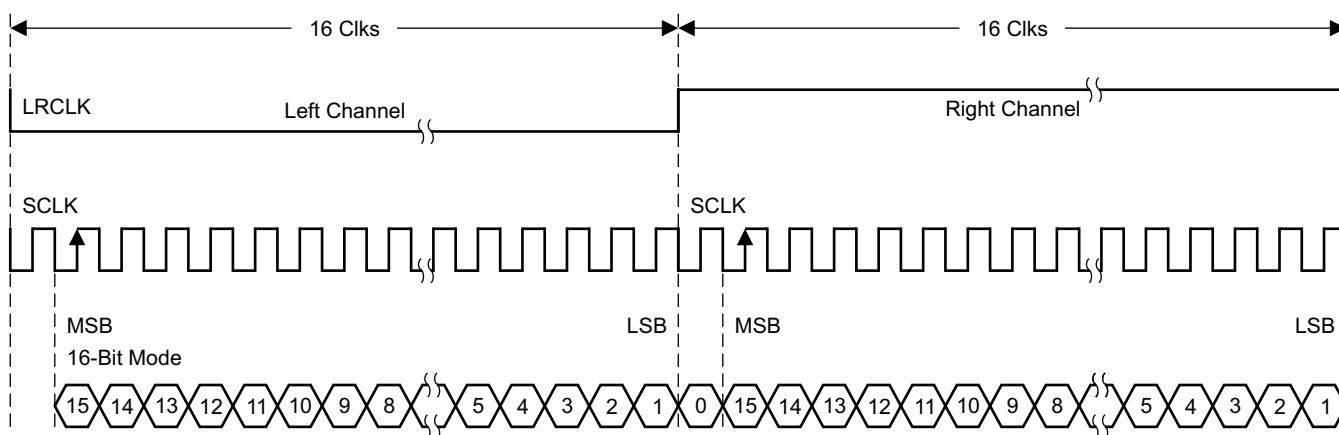 16 Clks 16 Clks
LRCLK Left Channel Right Channel
SCLK SCLK
MSB LSB MSB LSB
16-Bit Mode
15 14 13 12 11 10 9 8 5 4 3 2 1 0 15 14 13 12 11 10 9 8 5 4 3 2 1